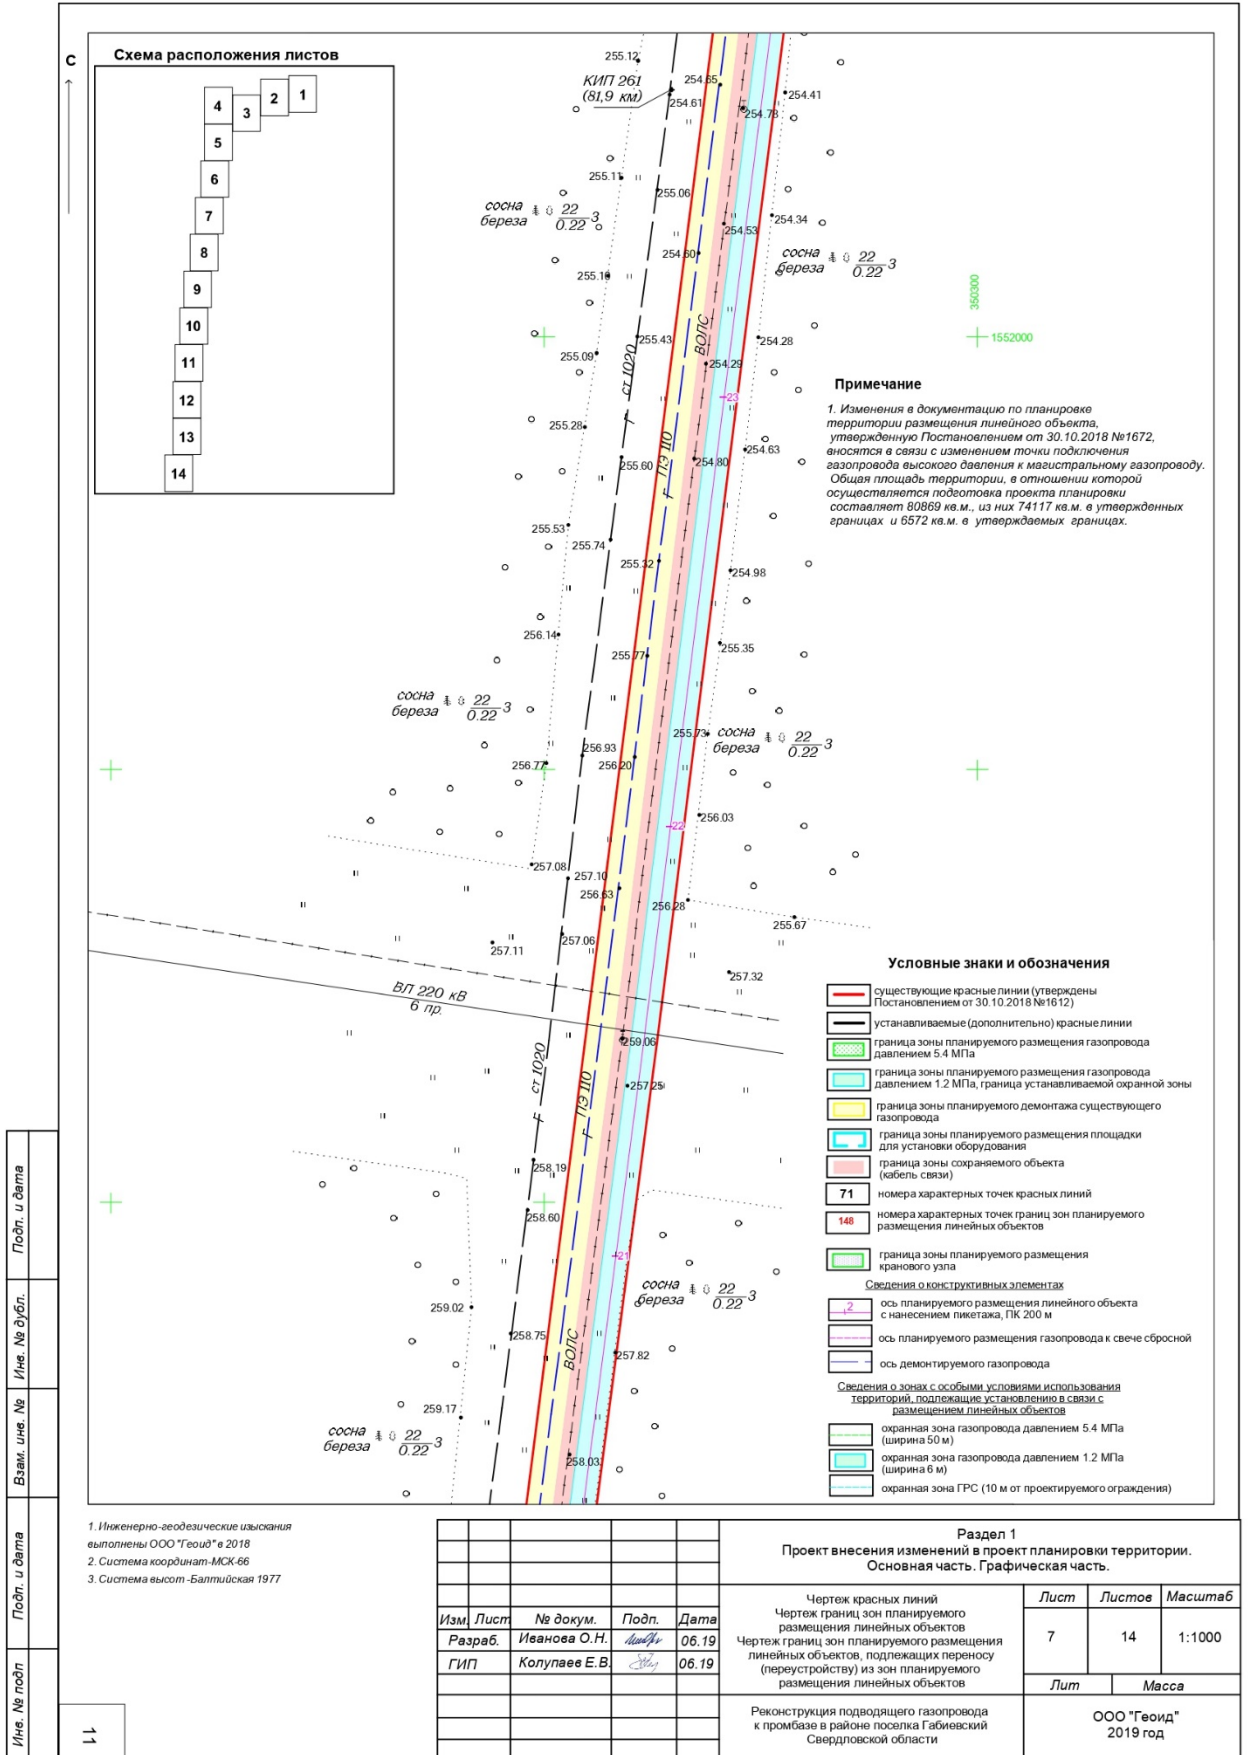 С
Схема расположения листов
1
2
3
4
5
6
7
8
9
10
11
12
13
14
255.12
КИП 261
(81,9 км)
254.65
254.61
254.41
254.78
255.11
255.06
сосна
береза
22
0.22
3
254.34
254.53
254.60
сосна
береза
22
0.22
3
255.19
350300
1552000
255.43
255.09
ст 1020
Г
ВОЛС
254.28
254.29
23
255.28
254.63
254.80
255.60
ПЭ 110
Г
Примечание
1. Изменения в документацию по планировке
территории размещения линейного объекта,
утвержденную Постановлением от 30.10.2018 №1672,
вносятся в связи с изменением точки подключения
газопровода высокого давления к магистральному газопроводу.
Общая площадь территории, в отношении которой
осуществляется подготовка проекта планировки
составляет 80869 кв.м., из них 74117 кв.м. в утвержденных
границах и 6572 кв.м. в утверждаемых границах.
255.53
255.74
255.32
254.98
256.14
255.77
255.35
сосна
береза
22
0.22
3
255.73
сосна
береза
22
0.22
3
256.93
256.77
256.20
256.03
22
257.08
257.10
256.63
256.28
255.67
257.06
257.11
257.32
ВЛ 220 кВ
6 пр.
259.06
ст 1020
Г
ПЭ 110
Г
257.25
258.19
258.60
21
сосна
береза
22
0.22
3
259.02
258.75
ВОЛС
257.82
259.17
сосна
береза
22
0.22
3
258.03
Условные знаки и обозначения
существующие красные линии (утверждены
Постановлением от 30.10.2018 №1612)
устанавливаемые (дополнительно) красные линии
граница зоны планируемого размещения газопровода
давлением 5.4 МПа
граница зоны планируемого размещения газопровода
давлением 1.2 МПа, граница устанавливаемой охранной зоны
граница зоны планируемого демонтажа существующего
газопровода
граница зоны планируемого размещения площадки
для установки оборудования
граница зоны сохраняемого объекта
(кабель связи)
71 номера характерных точек красных линий
148 номера характерных точек границ зон планируемого
размещения линейных объектов
граница зоны планируемого размещения
кранового узла
Сведения о конструктивных элементах
2 ось планируемого размещения линейного объекта
с нанесением пикетажа, ПК 200 м
ось планируемого размещения газопровода к свече сбросной
ось демонтируемого газопровода
Сведения о зонах с особыми условиями использования
территорий, подлежащие установлению в связи с
размещением линейных объектов
охранная зона газопровода давлением 5.4 МПа
(ширина 50 м)
охранная зона газопровода давлением 1.2 МПа
(ширина 6 м)
охранная зона ГРС (10 м от проектируемого ограждения)
1. Инженерно-геодезические изыскания
выполнены ООО "Геоид" в 2018
2. Система координат-МСК-66
3. Система высот-Балтийская 1977
Подп. и дата
Инв. № дубл.
Взам. инв. №
Подп. и дата
Инв. № подп
11
Раздел 1
Проект внесения изменений в проект планировки территории.
Основная часть. Графическая часть.
Изм. Лист № докум. Подп. Дата
Разраб. Иванова О.Н. 06.19
ГИП Колупаев Е.В. 06.19
Чертеж красных линий
Чертеж границ зон планируемого
размещения линейных объектов
Чертеж границ зон планируемого размещения
линейных объектов, подлежащих переносу
(переустройству) из зон планируемого
размещения линейных объектов
Лист Листов Масштаб
7 14 1:1000
Лит Масса
Реконструкция подводящего газопровода
к промбазе в районе поселка Габиевский
Свердловской области
ООО "Геоид"
2019 год